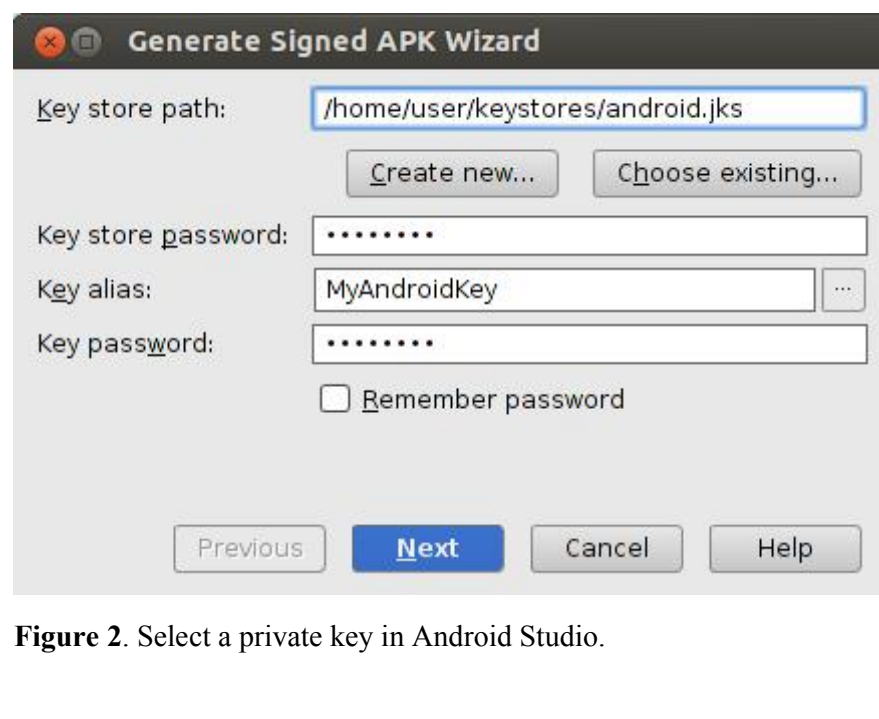 Generate Signed APK Wizard
Key store path: /home/user/keystores/android.jks
Create new... Choose existing...
Key store password: ••••••••
Key alias: MyAndroidKey ...
Key password: ••••••••
Remember password
Previous Next Cancel Help
Figure 2. Select a private key in Android Studio.